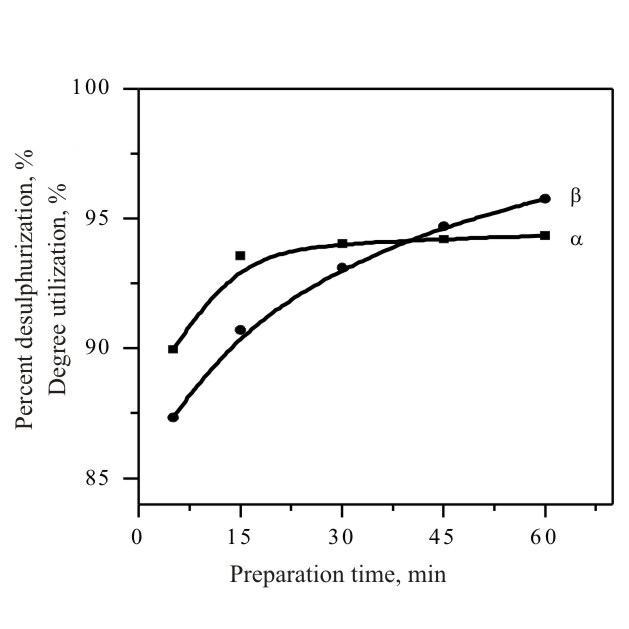 100
95
90
85
Percent desulphurization, %
Degree utilization, %
β
α
0 15 30 45 60
Preparation time, min